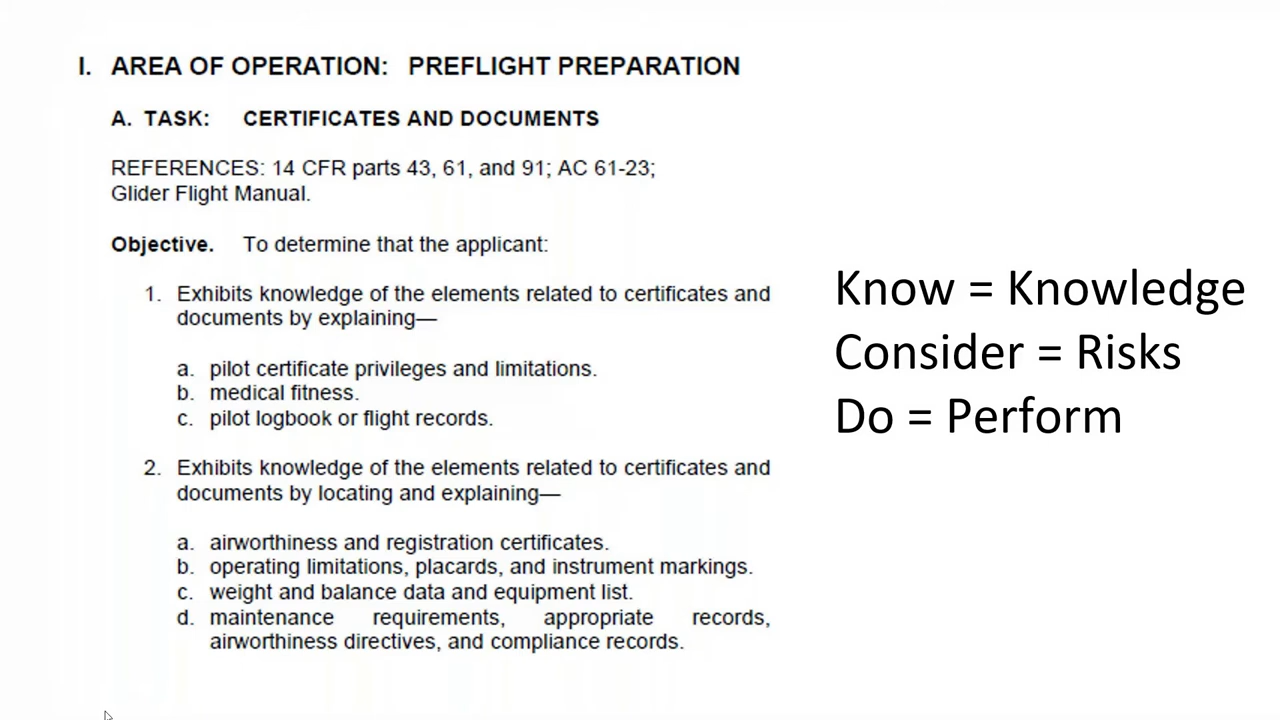 I. AREA OF OPERATION: PREFLIGHT PREPARATION
A. TASK: CERTIFICATES AND DOCUMENTS
REFERENCES: 14 CFR parts 43, 61, and 91; AC 61-23;
Glider Flight Manual.
Objective. To determine that the applicant:
1. Exhibits knowledge of the elements related to certificates and
documents by explaining—
a. pilot certificate privileges and limitations.
b. medical fitness.
c. pilot logbook or flight records.
2. Exhibits knowledge of the elements related to certificates and
documents by locating and explaining—
a. airworthiness and registration certificates.
b. operating limitations, placards, and instrument markings.
c. weight and balance data and equipment list.
d. maintenance requirements, appropriate records,
airworthiness directives, and compliance records.
Know = Knowledge
Consider = Risks
Do = Perform